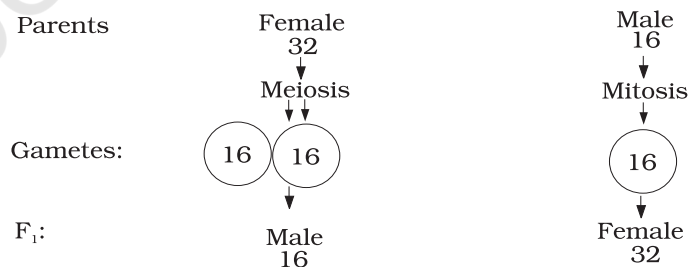 Parents Female Male
32 16
Meiosis Mitosis
Gametes: 16 16 16
F₁: Male Female
16 32